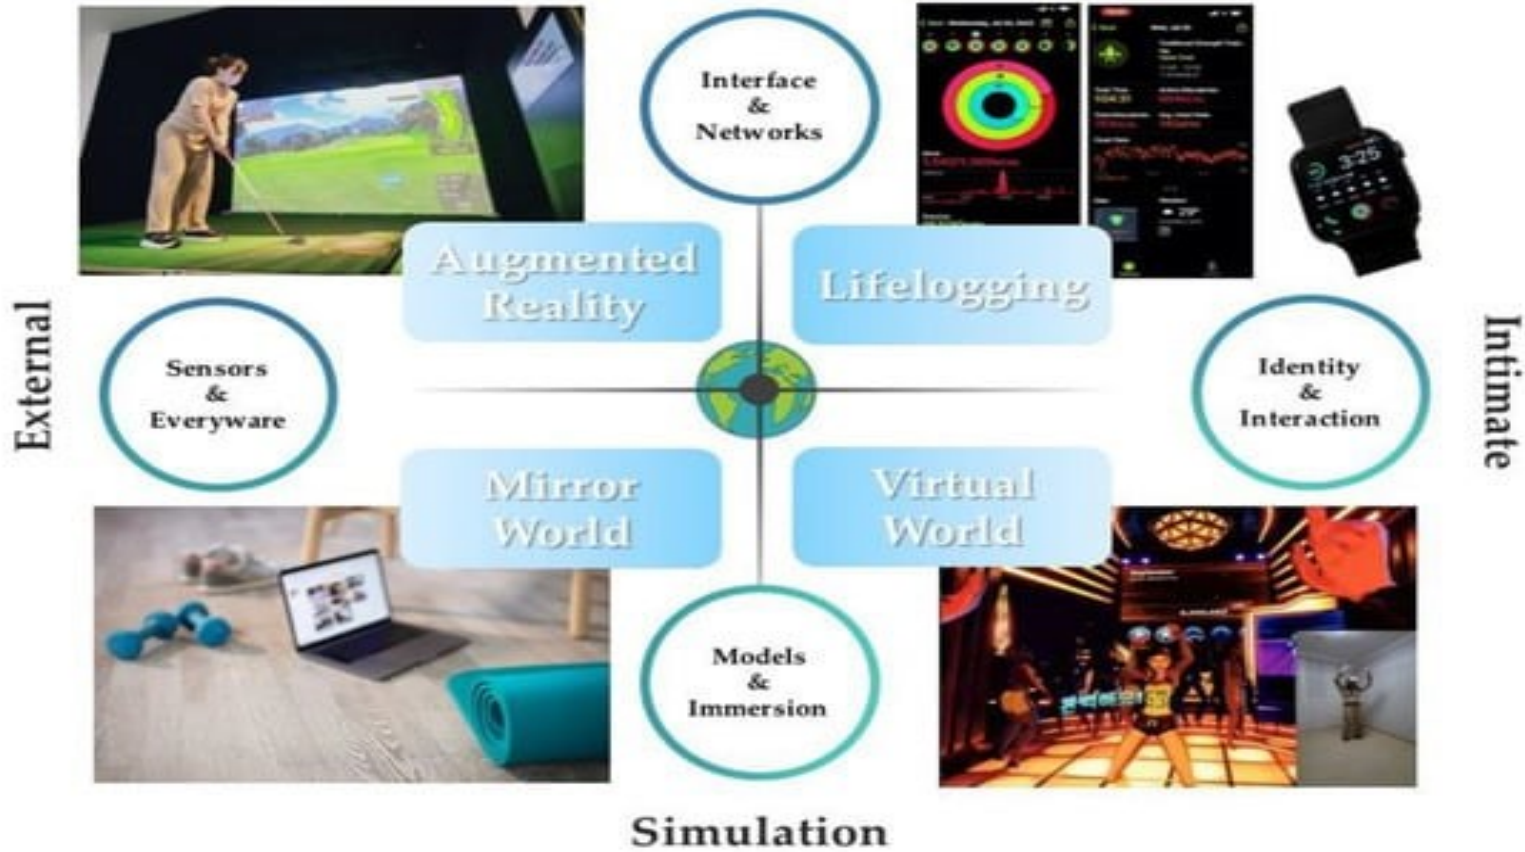 Interface
&
Networks
Augmented
Reality
Lifelogging
3:25
External
Sensors
&
Everyware
Identity
&
Interaction
Intimate
Mirror
World
Virtual
World
Models
&
Immersion
Simulation